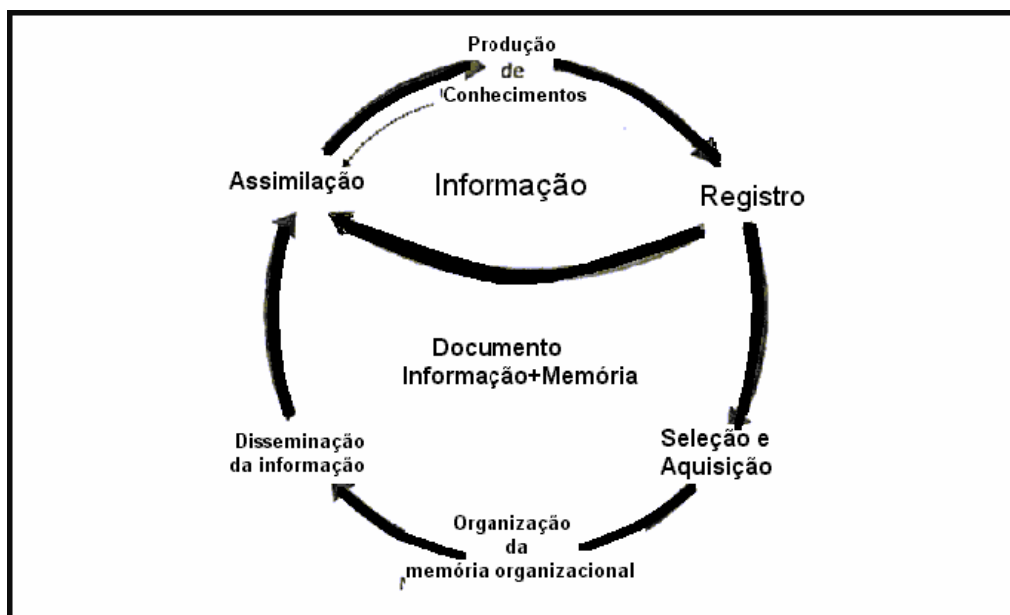 Produção
de
Conhecimentos
Assimilação
Informação
Registro
Documento
Informação+Memória
Disseminação
da informação
Seleção e
Aquisição
Organização
da
memória organizacional